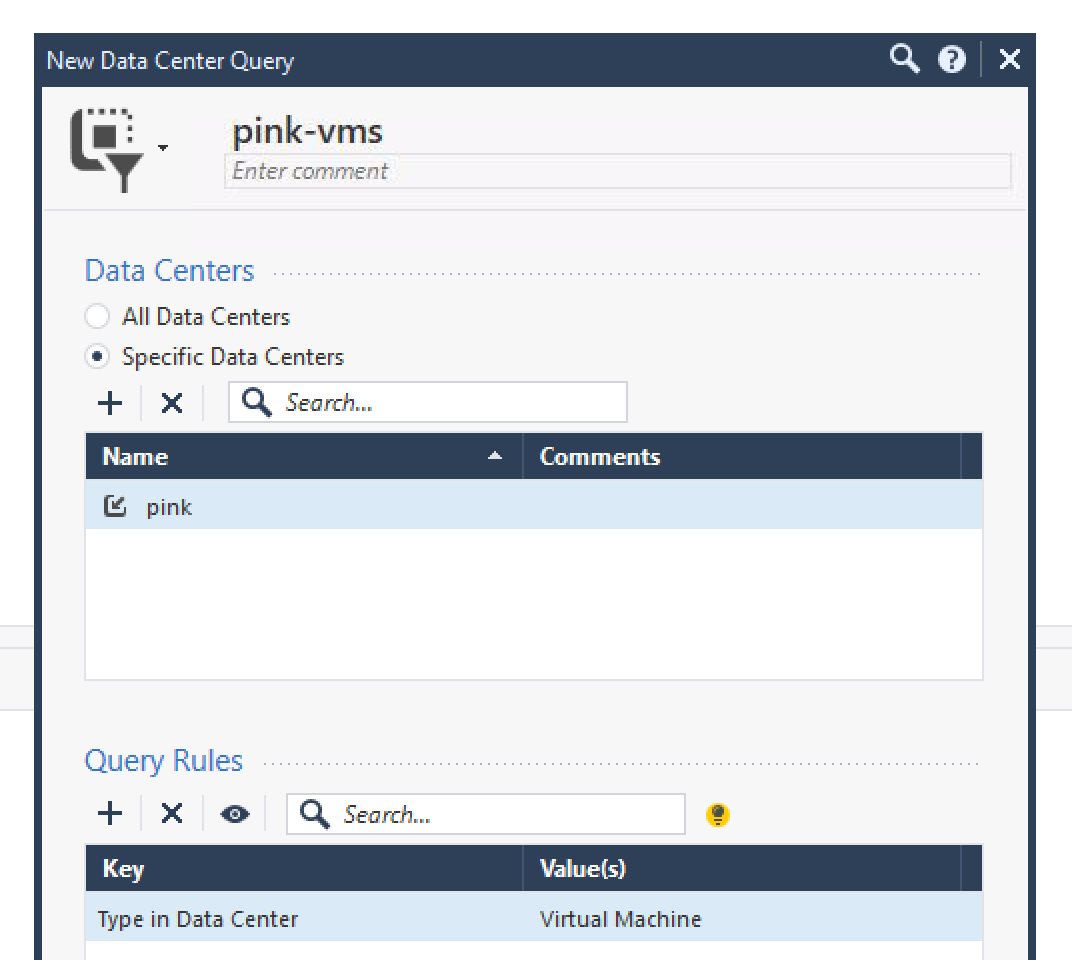 New Data Center Query
pink-vms
Enter comment
Data Centers
All Data Centers
Specific Data Centers
Search...
Name Comments
pink
Query Rules
Search...
Key Value(s)
Type in Data Center Virtual Machine